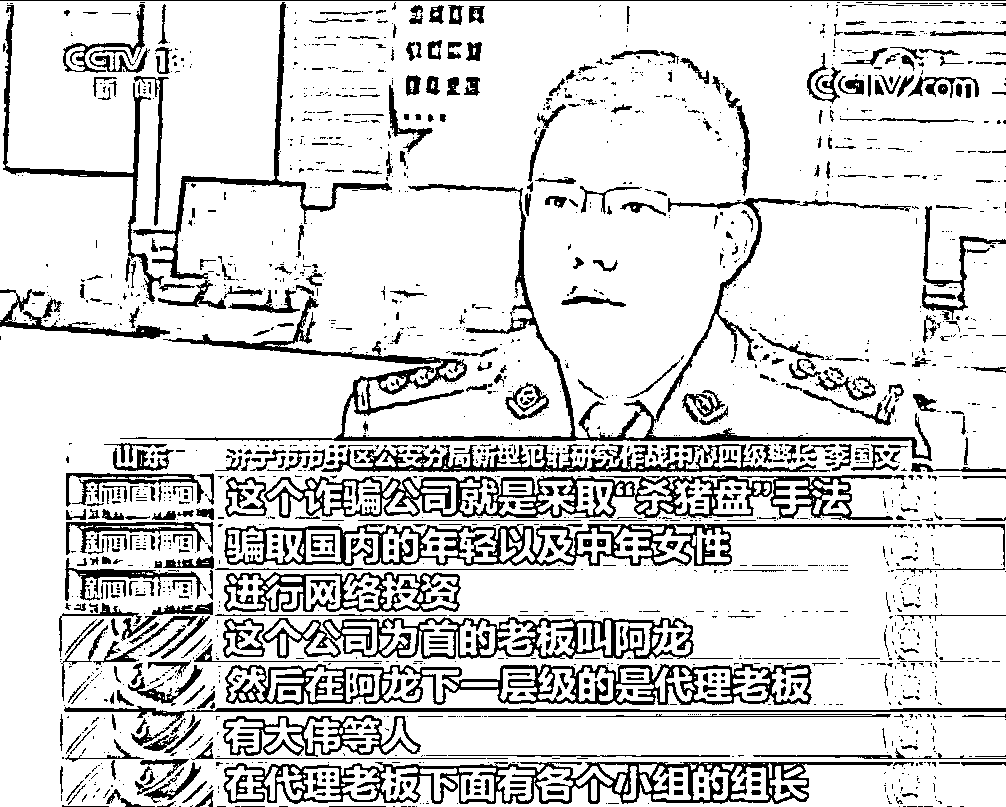 CCTV 13
新闻
CCTV.com
山东 济宁市市中区公安分局新型犯罪研究作战中心四级警长 李国文
新闻直播间 这个诈骗公司就是采取“杀猪盘”手法
新闻直播间 骗取国内的年轻以及中年女性
新闻直播间 进行网络投资
这个公司为首的老板叫阿龙
然后在阿龙下一层级的是代理老板
有大伟等人
在代理老板下面有各个小组的组长